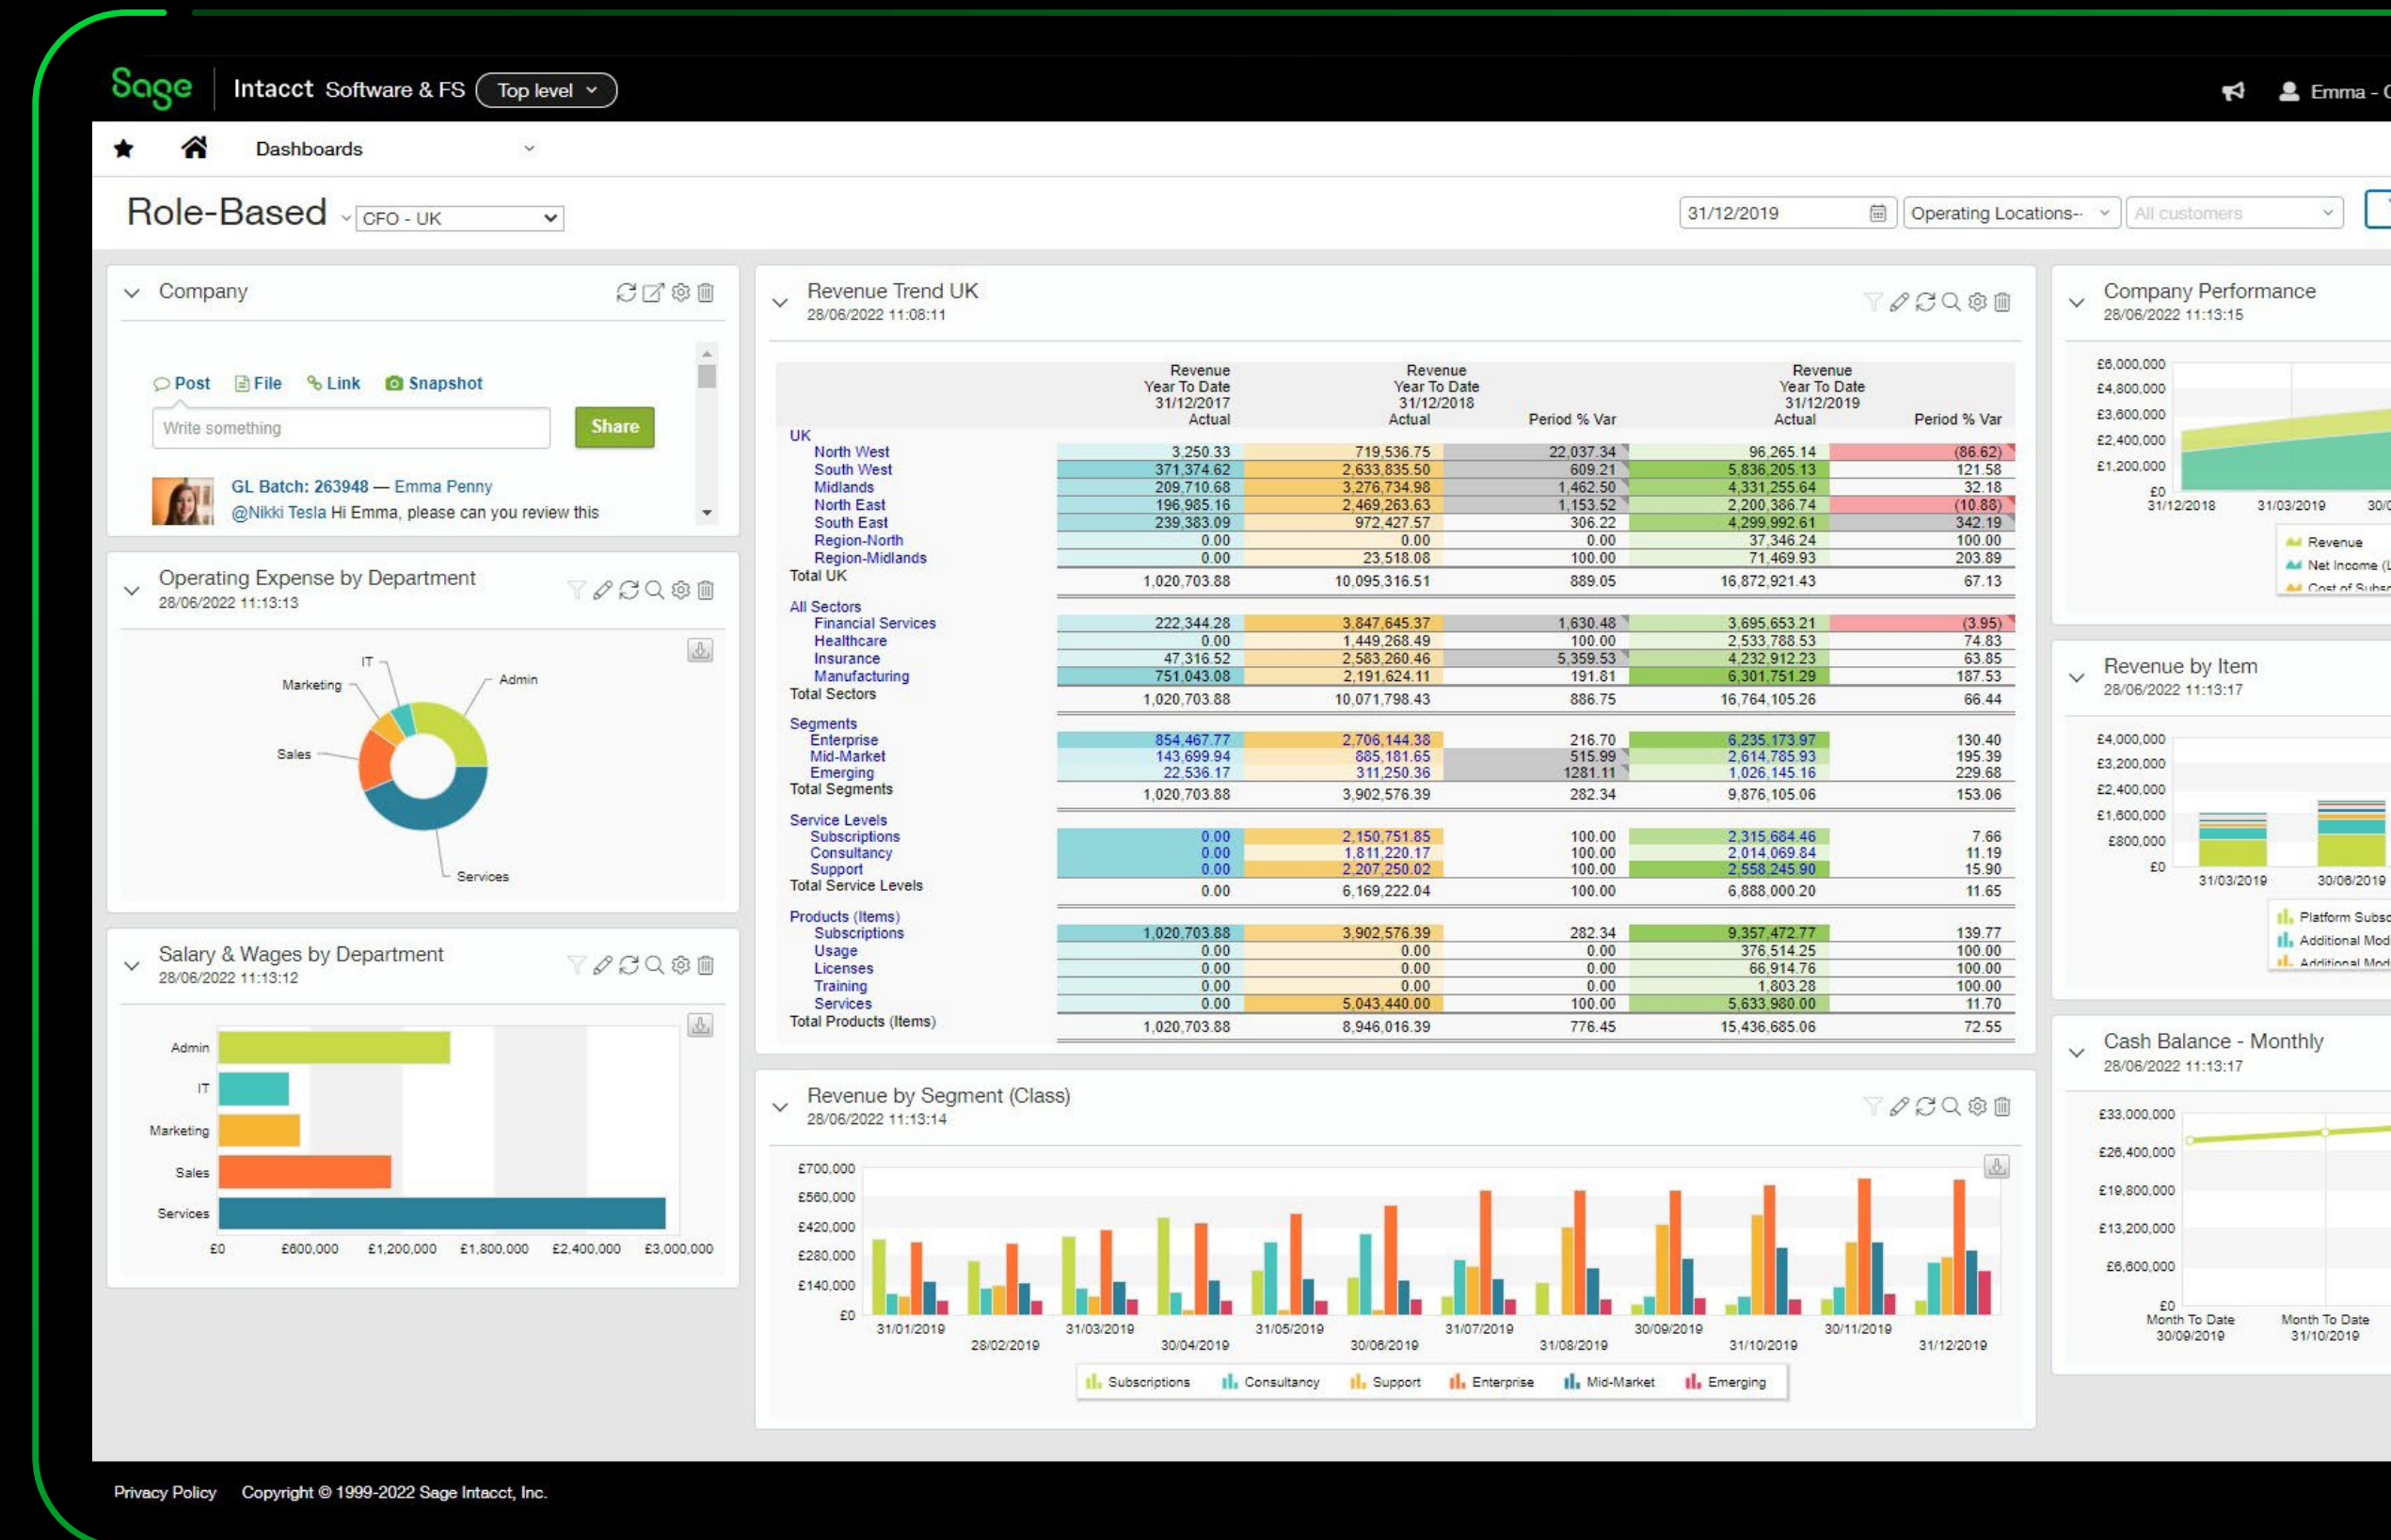 Sage Intacct Software & FS Top level Emma -
Dashboards
Role-Based CFO - UK 31/12/2019 Operating Locations-- All customers
Company
Post File Link Snapshot
Write something Share
GL Batch: 263948 — Emma Penny
@Nikki Tesla Hi Emma, please can you review this
Operating Expense by Department
28/06/2022 11:13:13
IT
Admin
Marketing
Sales
Services
Salary & Wages by Department
28/06/2022 11:13:12
Admin
IT
Marketing
Sales
Services
£0 £600,000 £1,200,000 £1,800,000 £2,400,000 £3,000,000
Revenue Trend UK
28/06/2022 11:08:11
Revenue Revenue Revenue
Year To Date Year To Date Year To Date
31/12/2017 31/12/2018 31/12/2019
Actual Actual Period % Var Actual Period % Var
UK
North West 3,250.33 719,536.75 22,037.34 96,265.14 (86.62)
South West 371,374.62 2,633,835.50 609.21 5,836,205.13 121.58
Midlands 209,710.68 3,276,734.98 1,462.50 4,331,255.64 32.18
North East 196,985.16 2,469,263.63 1,153.52 2,200,386.74 (10.88)
South East 239,383.09 972,427.57 306.22 4,299,992.61 342.19
Region-North 0.00 0.00 0.00 37,346.24 100.00
Region-Midlands 0.00 23,518.08 100.00 71,469.93 203.89
Total UK 1,020,703.88 10,095,316.51 889.05 16,872,921.43 67.13
All Sectors
Financial Services 222,344.28 3,847,645.37 1,630.48 3,695,653.21 (3.95)
Healthcare 0.00 1,449,268.49 100.00 2,533,788.53 74.83
Insurance 47,316.52 2,583,260.46 5,359.53 4,232,912.23 63.85
Manufacturing 751,043.08 2,191,624.11 191.81 6,301,751.29 187.53
Total Sectors 1,020,703.88 10,071,798.43 886.75 16,764,105.26 66.44
Segments
Enterprise 854,467.77 2,706,144.38 216.70 6,235,173.97 130.40
Mid-Market 143,699.94 885,181.65 515.99 2,614,785.93 195.39
Emerging 22,536.17 311,250.36 1281.11 1,026,145.16 229.68
Total Segments 1,020,703.88 3,902,576.39 282.34 9,876,105.06 153.06
Service Levels
Subscriptions 0.00 2,150,751.85 100.00 2,315,684.46 7.66
Consultancy 0.00 1,811,220.17 100.00 2,014,069.84 11.19
Support 0.00 2,207,250.02 100.00 2,558,245.90 15.90
Total Service Levels 0.00 6,169,222.04 100.00 6,888,000.20 11.65
Products (Items)
Subscriptions 1,020,703.88 3,902,576.39 282.34 9,357,472.77 139.77
Usage 0.00 0.00 0.00 376,514.25 100.00
Licenses 0.00 0.00 0.00 66,914.76 100.00
Training 0.00 0.00 0.00 1,803.28 100.00
Services 0.00 5,043,440.00 100.00 5,633,980.00 11.70
Total Products (Items) 1,020,703.88 8,946,016.39 776.45 15,436,685.06 72.55
Revenue by Segment (Class)
28/06/2022 11:13:14
£700,000
£560,000
£420,000
£280,000
£140,000
£0
31/01/2019 28/02/2019 31/03/2019 30/04/2019 31/05/2019 30/06/2019 31/07/2019 31/08/2019 30/09/2019 31/10/2019 30/11/2019 31/12/2019
Subscriptions Consultancy Support Enterprise Mid-Market Emerging
Company Performance
28/06/2022 11:13:15
£6,000,000
£4,800,000
£3,600,000
£2,400,000
£1,200,000
£0
31/12/2018 31/03/2019
Revenue
Net Income
Cost of
Revenue by Item
28/06/2022 11:13:17
£4,000,000
£3,200,000
£2,400,000
£1,600,000
£800,000
£0
31/03/2019 30/06/2019
Platform
Additional
Additional
Cash Balance - Monthly
28/06/2022 11:13:17
£33,000,000
£26,400,000
£19,800,000
£13,200,000
£6,600,000
£0
Month To Date Month To Date
30/09/2019 31/10/2019
Privacy Policy Copyright © 1999-2022 Sage Intacct, Inc.